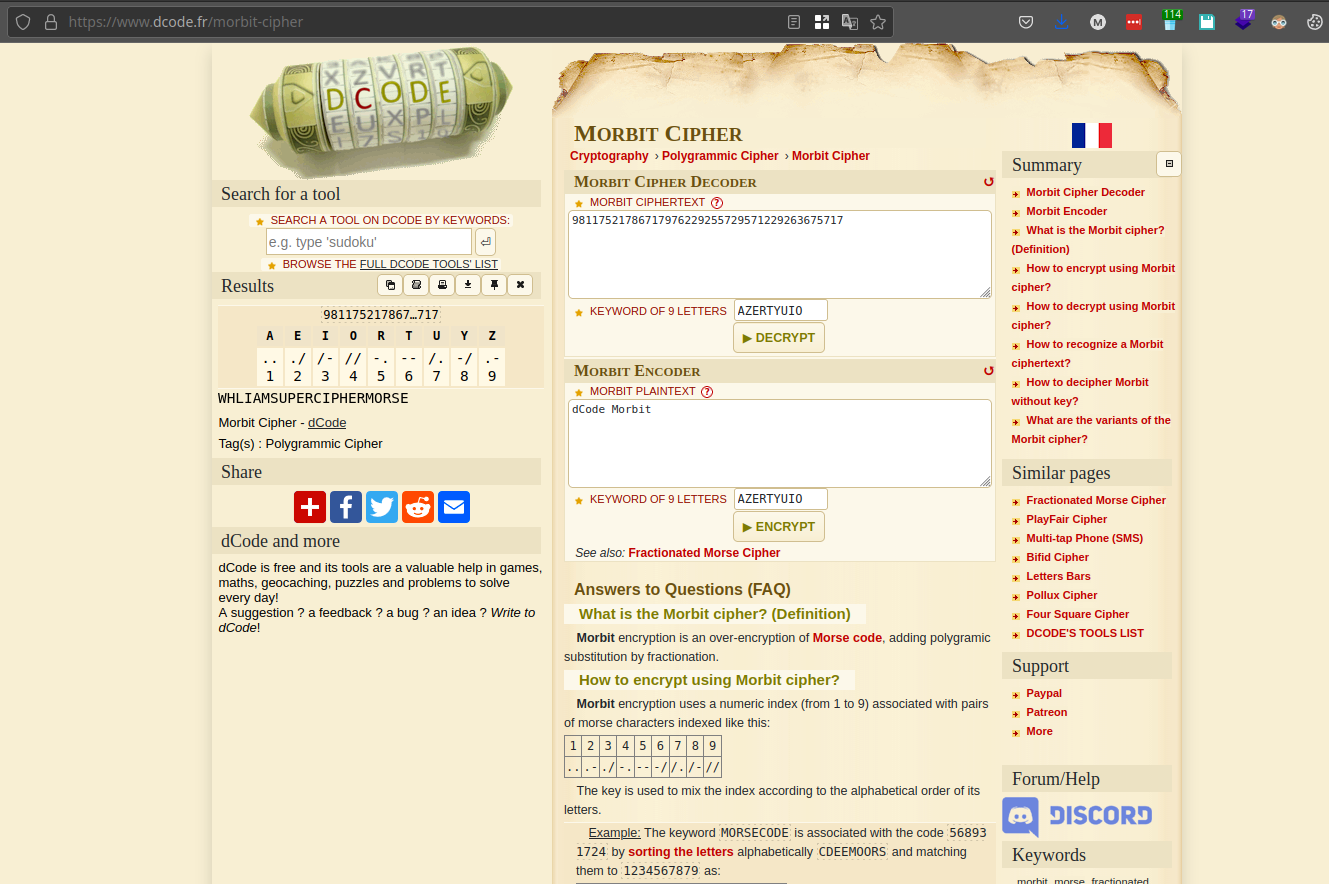 https://www.dcode.fr/morbit-cipher
114
17
M
X Z V R T
D C O D E
E U X P L
Search for a tool
SEARCH A TOOL ON DCODE BY KEYWORDS:
e.g. type 'sudoku'
BROWSE THE FULL DCODE TOOLS' LIST
Results
981175217867…717
A E I O R T U Y Z
.. ./ /- // -. -- /. -/ .-
1 2 3 4 5 6 7 8 9
WHLIAMSUPERCIPHERMORSE
Morbit Cipher - dCode
Tag(s) : Polygrammic Cipher
Share
dCode and more
dCode is free and its tools are a valuable help in games,
maths, geocaching, puzzles and problems to solve
every day!
A suggestion ? a feedback ? a bug ? an idea ? Write to
dCode!
MORBIT CIPHER
Cryptography › Polygrammic Cipher › Morbit Cipher
MORBIT CIPHER DECODER
MORBIT CIPHERTEXT ?
98117521786717976229255729571229263675717
KEYWORD OF 9 LETTERS AZERTYUIO
▶ DECRYPT
MORBIT ENCODER
MORBIT PLAINTEXT ?
dCode Morbit
KEYWORD OF 9 LETTERS AZERTYUIO
▶ ENCRYPT
See also: Fractionated Morse Cipher
Answers to Questions (FAQ)
What is the Morbit cipher? (Definition)
Morbit encryption is an over-encryption of Morse code, adding polygramic
substitution by fractionation.
How to encrypt using Morbit cipher?
Morbit encryption uses a numeric index (from 1 to 9) associated with pairs
of morse characters indexed like this:
1 2 3 4 5 6 7 8 9
.. .- ./ -. -- -/ /. /- //
The key is used to mix the index according to the alphabetical order of its
letters.
Example: The keyword MORSECODE is associated with the code 56893
1724 by sorting the letters alphabetically CDEEMOORS and matching
them to 1234567879 as:
Summary
Morbit Cipher Decoder
Morbit Encoder
What is the Morbit cipher?
(Definition)
How to encrypt using Morbit
cipher?
How to decrypt using Morbit
cipher?
How to recognize a Morbit
ciphertext?
How to decipher Morbit
without key?
What are the variants of the
Morbit cipher?
Similar pages
Fractionated Morse Cipher
PlayFair Cipher
Multi-tap Phone (SMS)
Bifid Cipher
Letters Bars
Pollux Cipher
Four Square Cipher
DCODE'S TOOLS LIST
Support
Paypal
Patreon
More
Forum/Help
DISCORD
Keywords
morbit, morse, fractionated